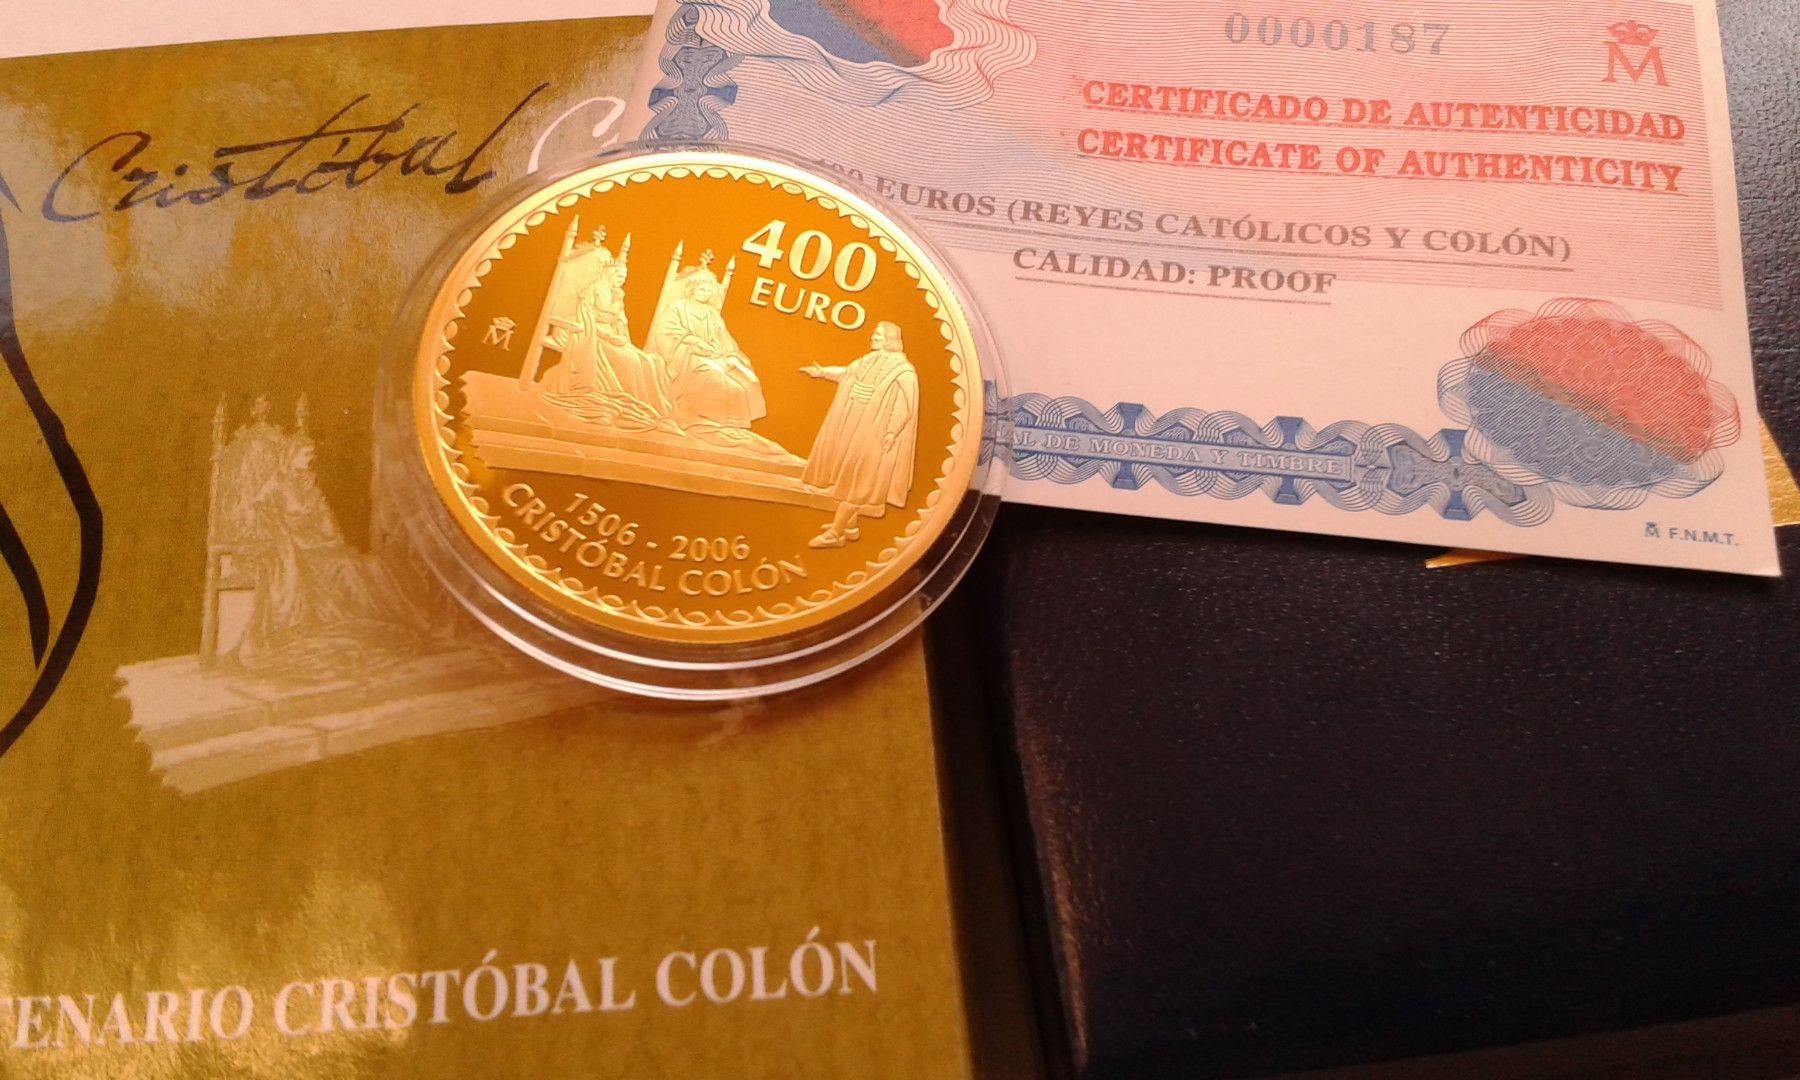 0000187
M
CERTIFICADO DE AUTENTICIDAD
CERTIFICATE OF AUTHENTICITY
EUROS (REYES CATÓLICOS Y COLÓN)
CALIDAD: PROOF
DE MONEDA Y TIMBRE
F.N.M.T.
Cristóbal
400
EURO
M
1506 - 2006
CRISTÓBAL COLÓN
CRISTÓBAL COLÓN